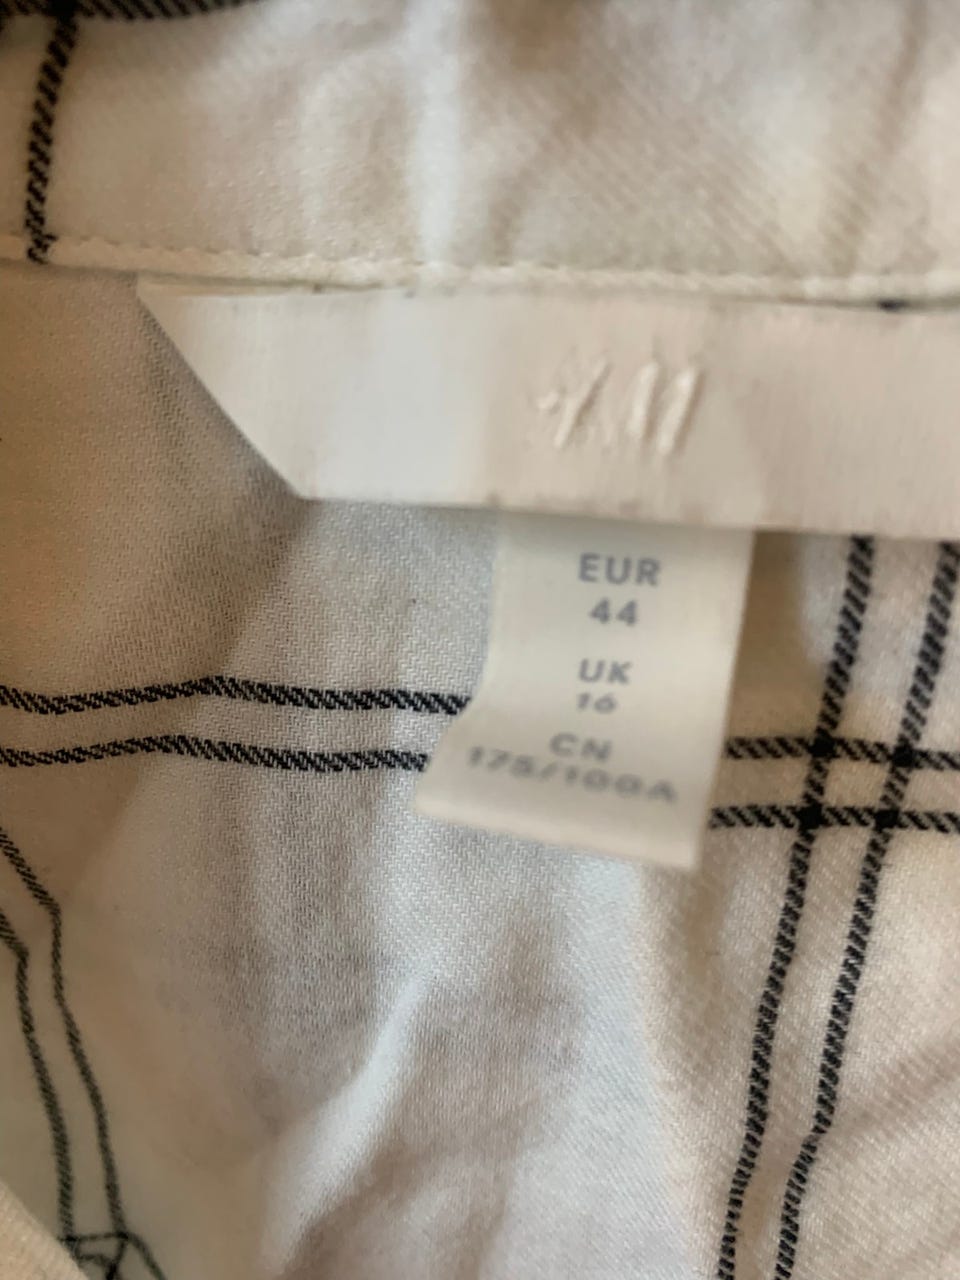 H&M
EUR
44
UK
16
CN
175/100A